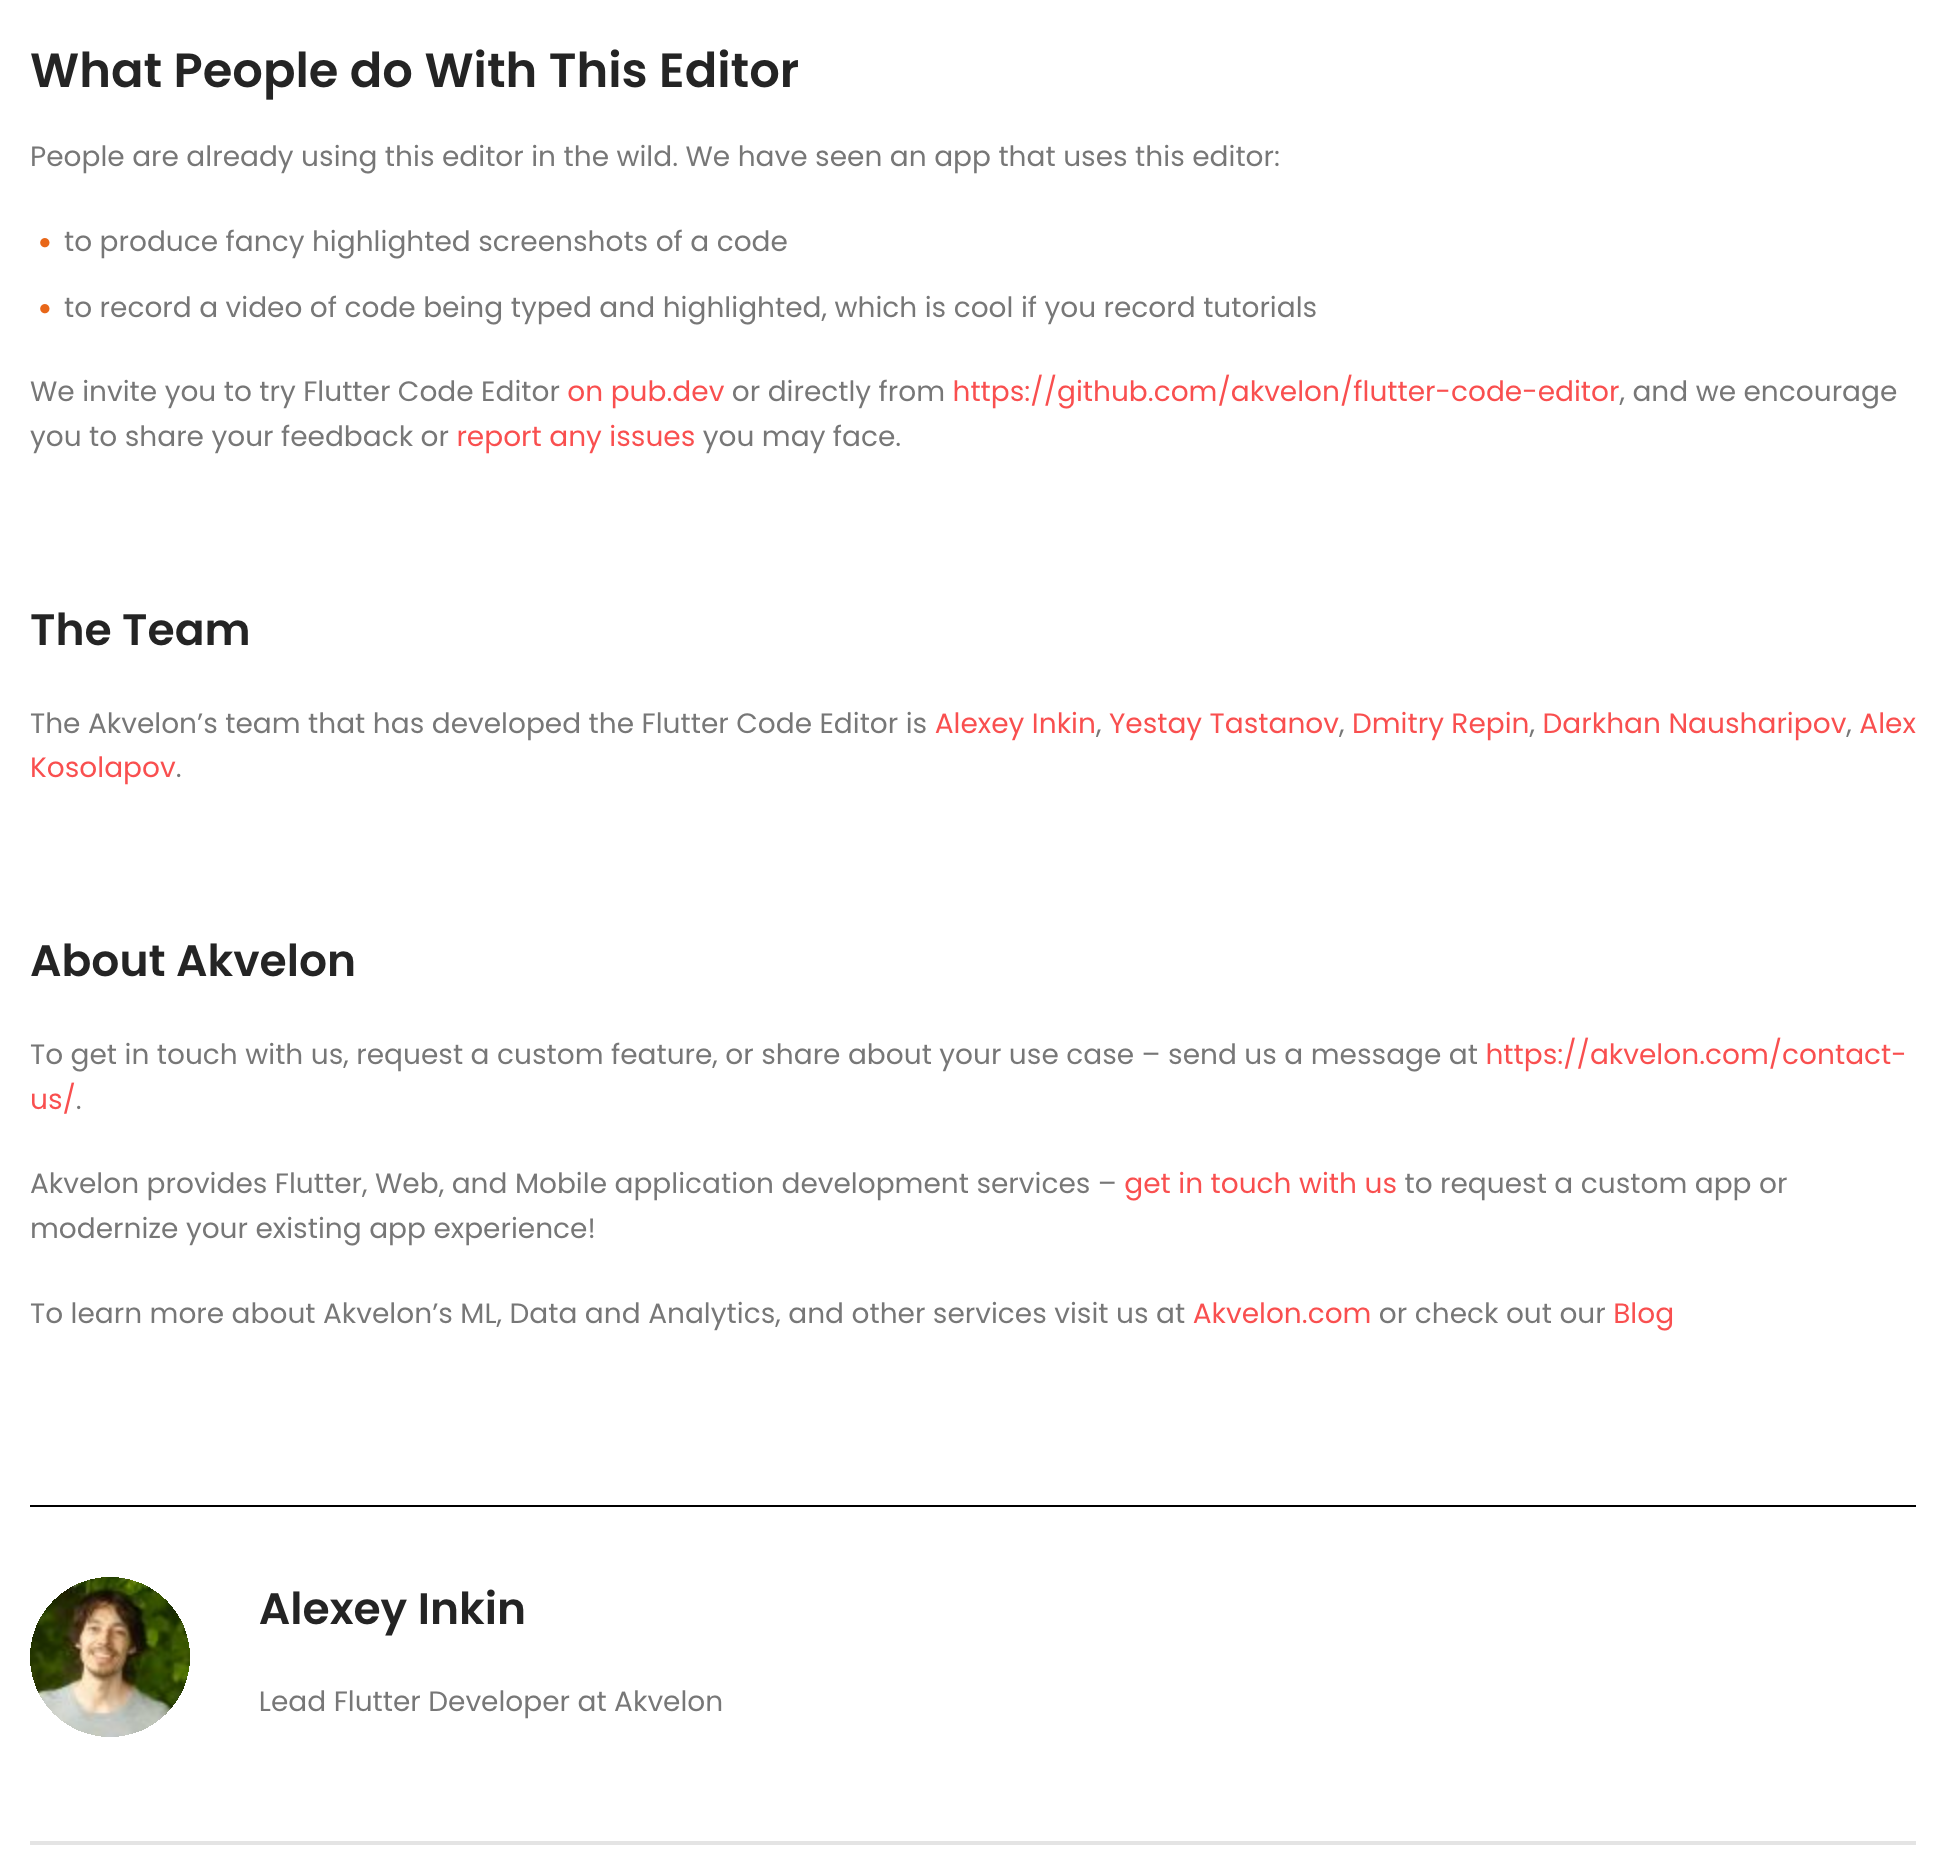 What People do With This Editor
People are already using this editor in the wild. We have seen an app that uses this editor:
• to produce fancy highlighted screenshots of a code
• to record a video of code being typed and highlighted, which is cool if you record tutorials
We invite you to try Flutter Code Editor on pub.dev or directly from https://github.com/akvelon/flutter-code-editor, and we encourage
you to share your feedback or report any issues you may face.
The Team
The Akvelon’s team that has developed the Flutter Code Editor is Alexey Inkin, Yestay Tastanov, Dmitry Repin, Darkhan Nausharipov, Alex
Kosolapov.
About Akvelon
To get in touch with us, request a custom feature, or share about your use case – send us a message at https://akvelon.com/contact-
us/.
Akvelon provides Flutter, Web, and Mobile application development services – get in touch with us to request a custom app or
modernize your existing app experience!
To learn more about Akvelon’s ML, Data and Analytics, and other services visit us at Akvelon.com or check out our Blog
Alexey Inkin
Lead Flutter Developer at Akvelon